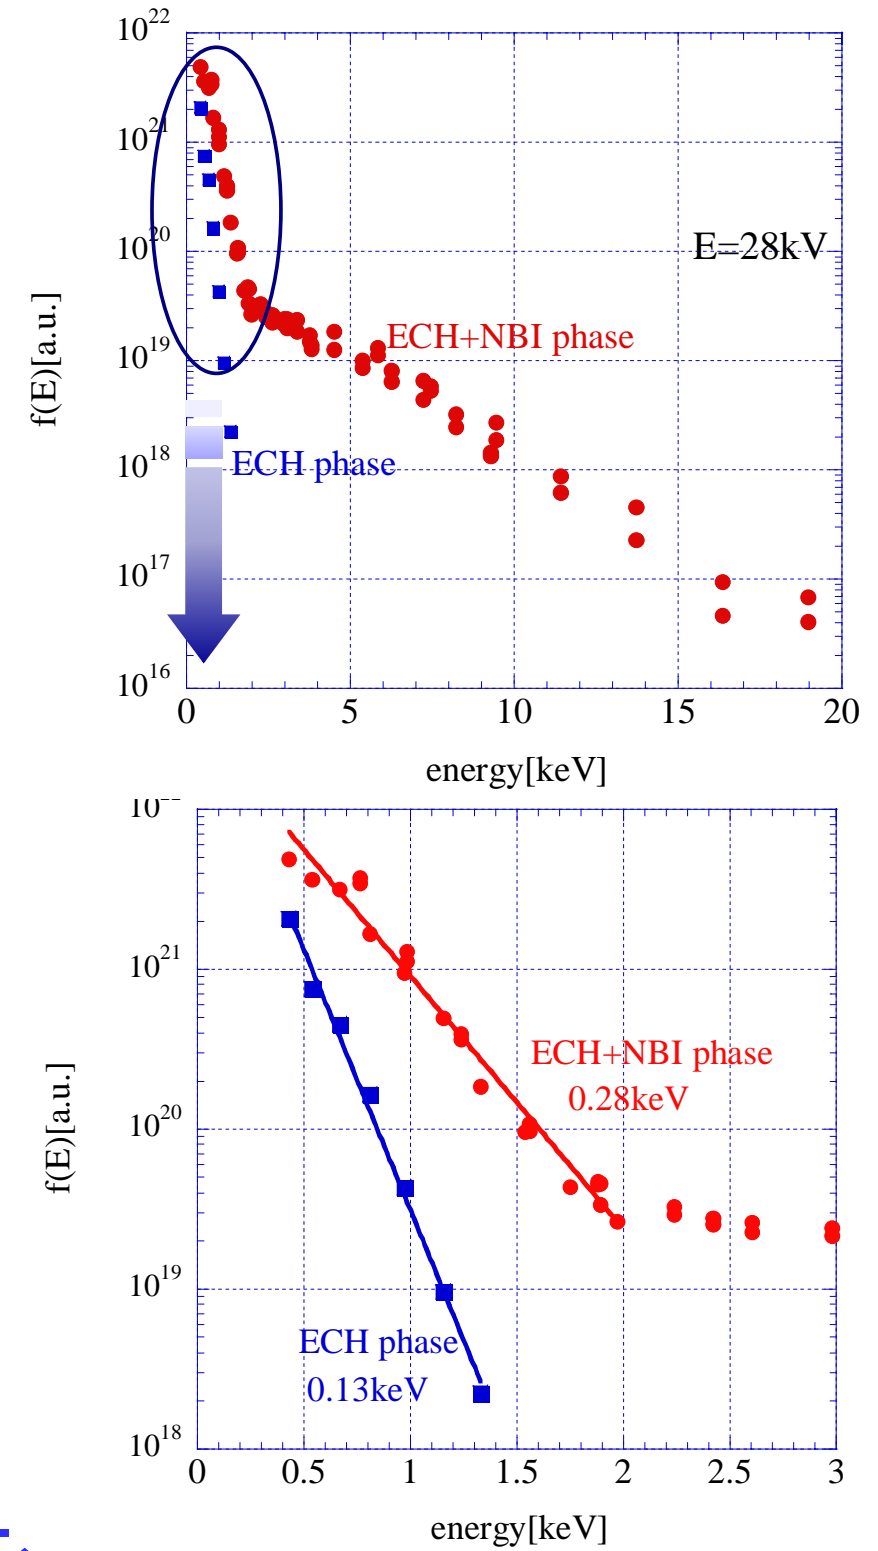 10²²
10²¹
10²⁰
E=28kV
ECH+NBI phase
10¹⁹
f(E)[a.u.]
10¹⁸
ECH phase
10¹⁷
10¹⁶
0 5 10 15 20
energy[keV]
10²¹
ECH+NBI phase
0.28keV
10²⁰
f(E)[a.u.]
10¹⁹
ECH phase
0.13keV
10¹⁸
0 0.5 1 1.5 2 2.5 3
energy[keV]